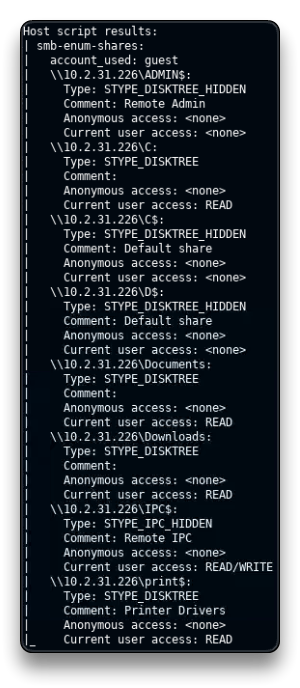 Host script results:
| smb-enum-shares:
|   account_used: guest
|   \\10.2.31.226\ADMIN$:
|     Type: STYPE_DISKTREE_HIDDEN
|     Comment: Remote Admin
|     Anonymous access: <none>
|     Current user access: <none>
|   \\10.2.31.226\C:
|     Type: STYPE_DISKTREE
|     Comment:
|     Anonymous access: <none>
|     Current user access: READ
|   \\10.2.31.226\C$:
|     Type: STYPE_DISKTREE_HIDDEN
|     Comment: Default share
|     Anonymous access: <none>
|     Current user access: <none>
|   \\10.2.31.226\D$:
|     Type: STYPE_DISKTREE_HIDDEN
|     Comment: Default share
|     Anonymous access: <none>
|     Current user access: <none>
|   \\10.2.31.226\Documents:
|     Type: STYPE_DISKTREE
|     Comment:
|     Anonymous access: <none>
|     Current user access: READ
|   \\10.2.31.226\Downloads:
|     Type: STYPE_DISKTREE
|     Comment:
|     Anonymous access: <none>
|     Current user access: READ
|   \\10.2.31.226\IPC$:
|     Type: STYPE_IPC_HIDDEN
|     Comment: Remote IPC
|     Anonymous access: <none>
|     Current user access: READ/WRITE
|   \\10.2.31.226\print$:
|     Type: STYPE_DISKTREE
|     Comment: Printer Drivers
|     Anonymous access: <none>
|_    Current user access: READ